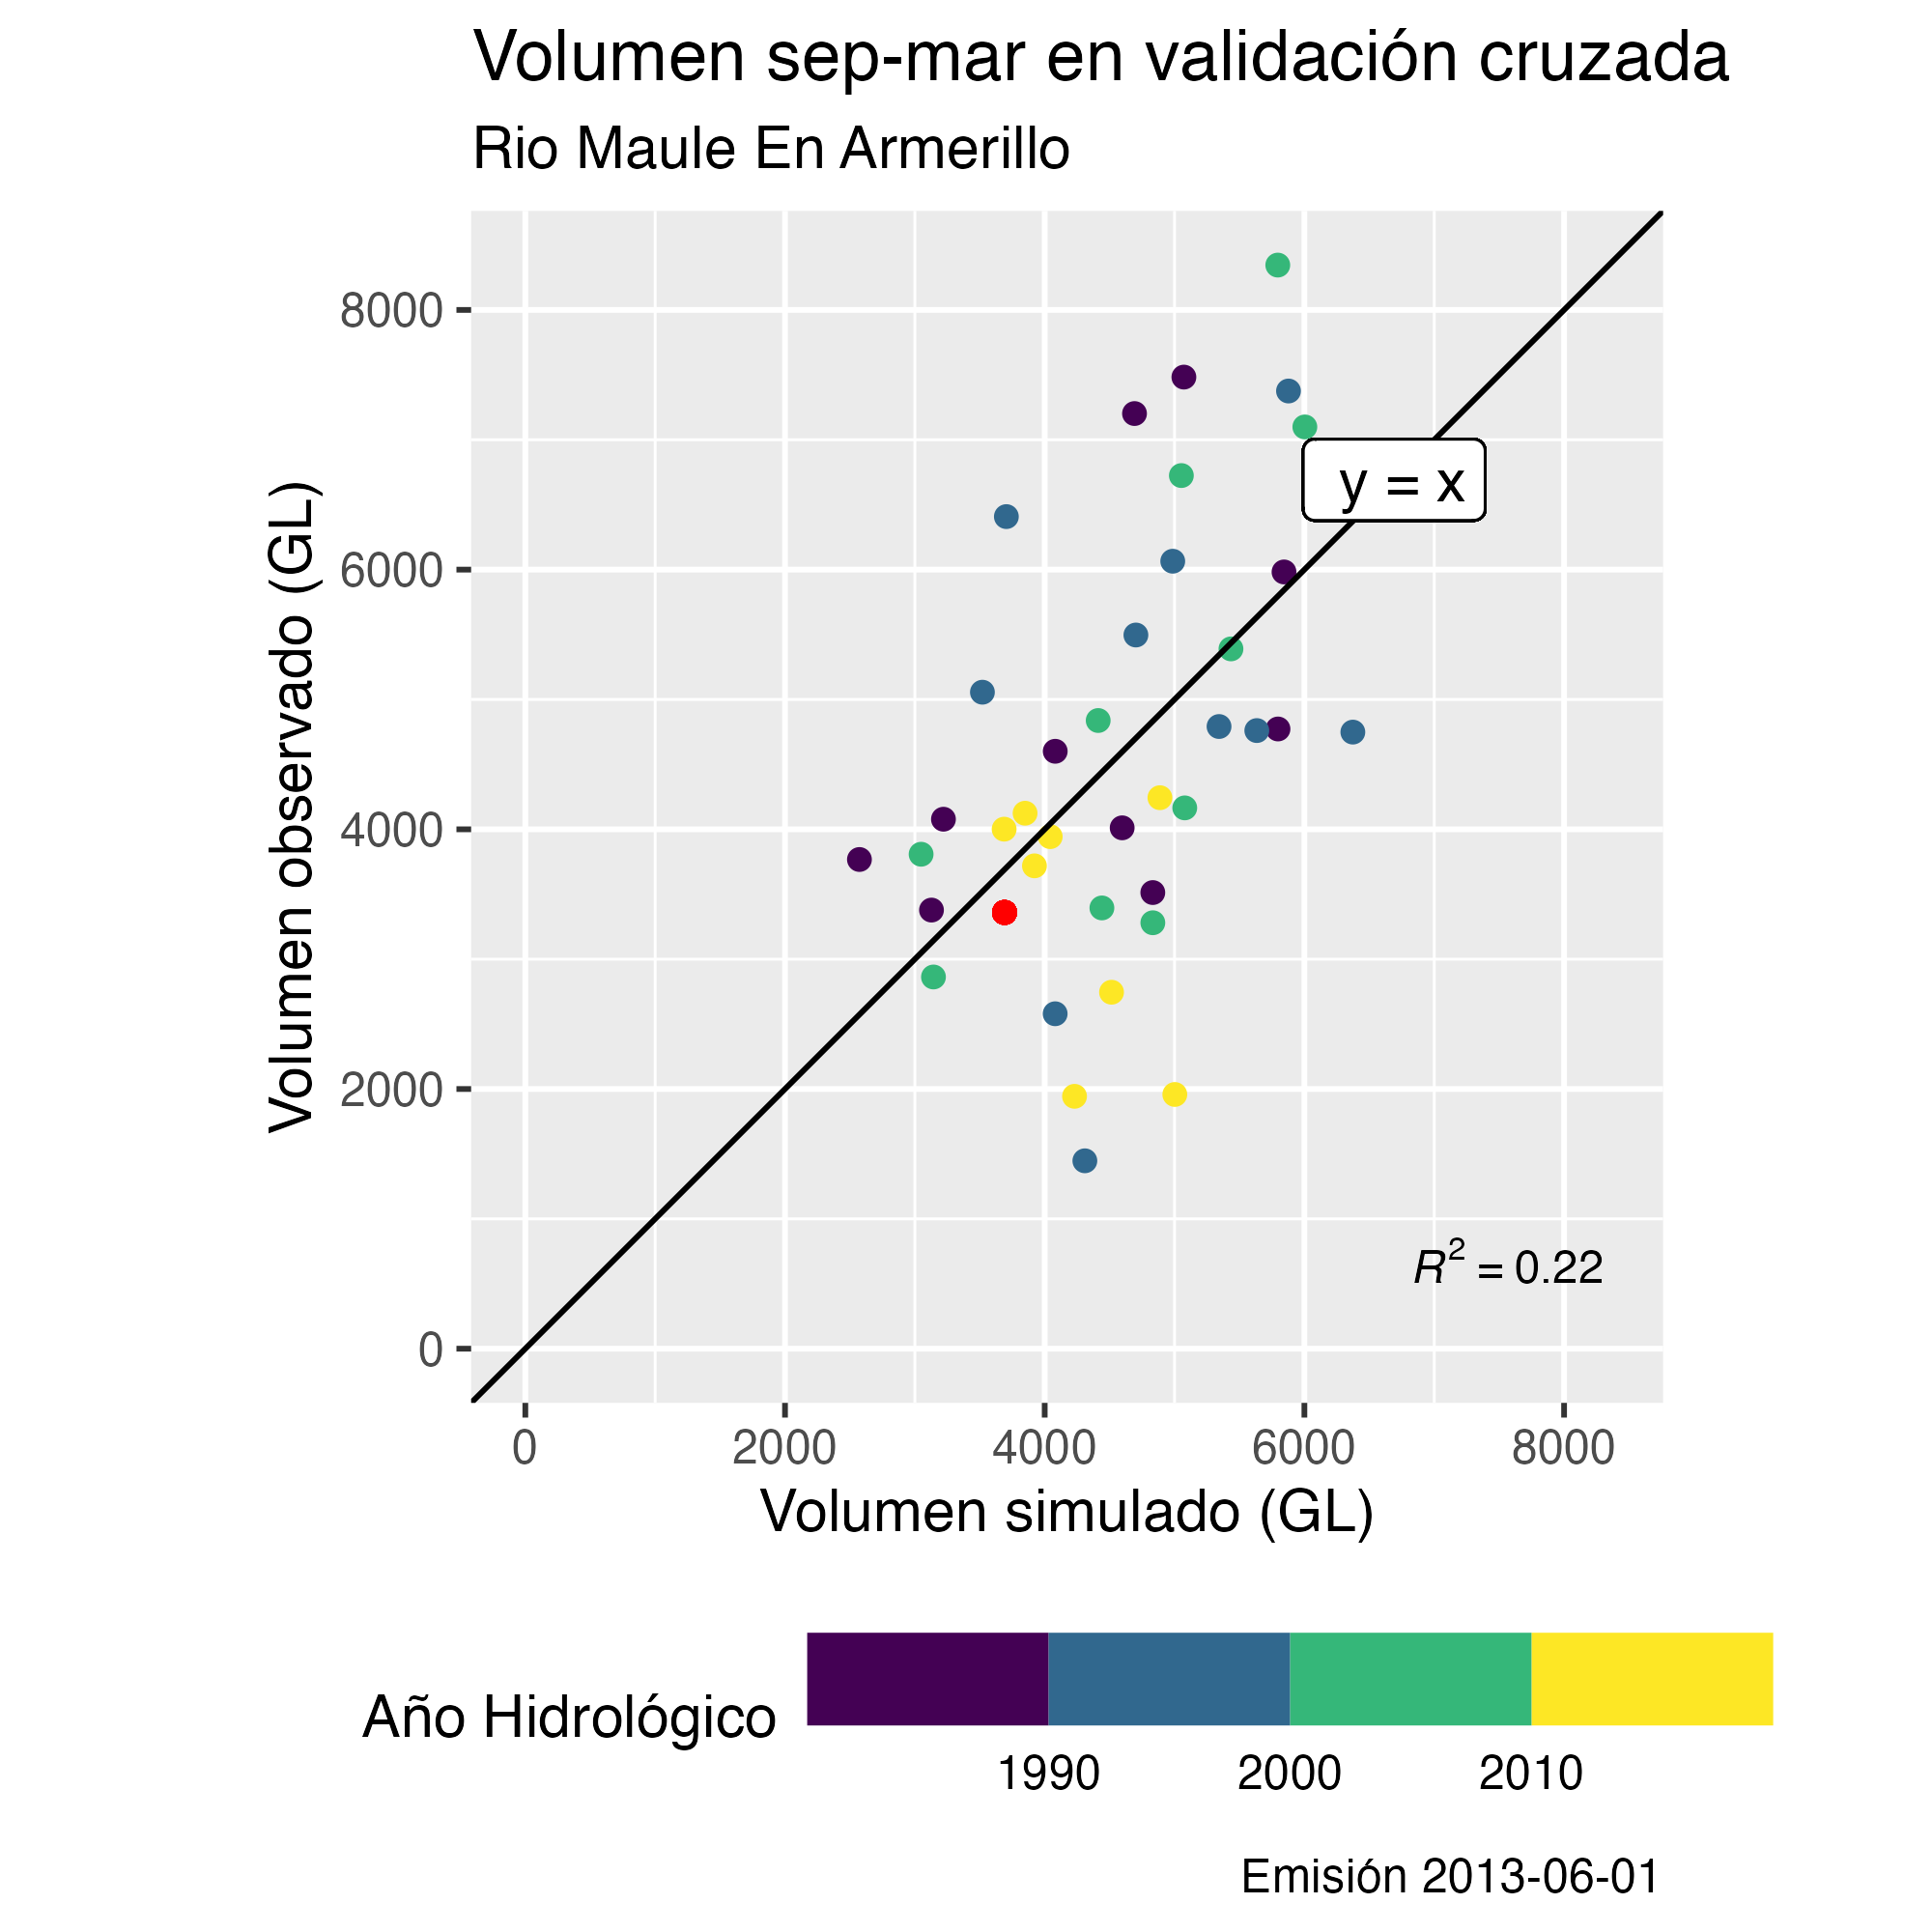 Volumen sep-mar en validación cruzada
Rio Maule En Armerillo
Volumen observado (GL)
8000
6000
4000
2000
0
y = x
R² = 0.22
0 2000 4000 6000 8000
Volumen simulado (GL)
Año Hidrológico
1990 2000 2010
Emisión 2013-06-01